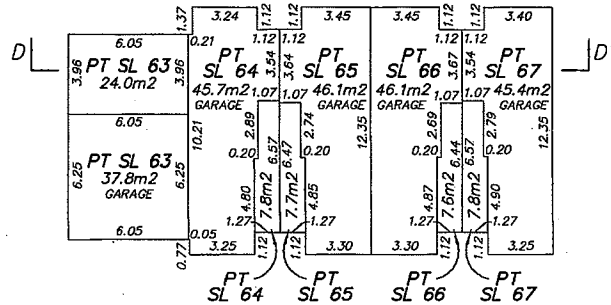 3.24
1.12
3.45
3.45
1.12
3.40
1.37
6.05
0.21
1.12
1.12
1.12
1.12
D
D
3.96
PT SL 63
24.0m2
3.96
PT
SL 64
45.7m2
GARAGE
3.54
3.64
PT
SL 65
46.1m2
GARAGE
PT
SL 66
46.1m2
GARAGE
3.67
3.54
PT
SL 67
45.4m2
GARAGE
6.05
10.21
1.07
1.07
12.35
1.07
1.07
12.35
2.89
2.74
2.69
2.79
6.25
PT SL 63
37.8m2
GARAGE
6.25
0.20
6.57
6.47
0.20
0.20
6.44
6.57
0.20
4.80
7.8m2
7.7m2
4.85
4.87
7.6m2
7.8m2
4.90
6.05
0.05
1.27
1.27
1.27
1.27
0.77
3.25
1.12
1.12
3.30
3.30
1.12
1.12
3.25
PT
SL 64
PT
SL 65
PT
SL 66
PT
SL 67